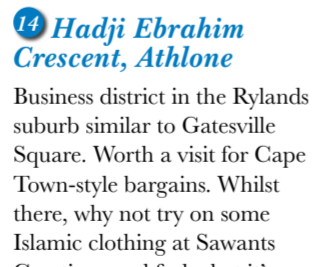 14 Hadji Ebrahim
Crescent, Athlone
Business district in the Rylands
suburb similar to Gatesville
Square. Worth a visit for Cape
Town-style bargains. Whilst
there, why not try on some
Islamic clothing at Sawants